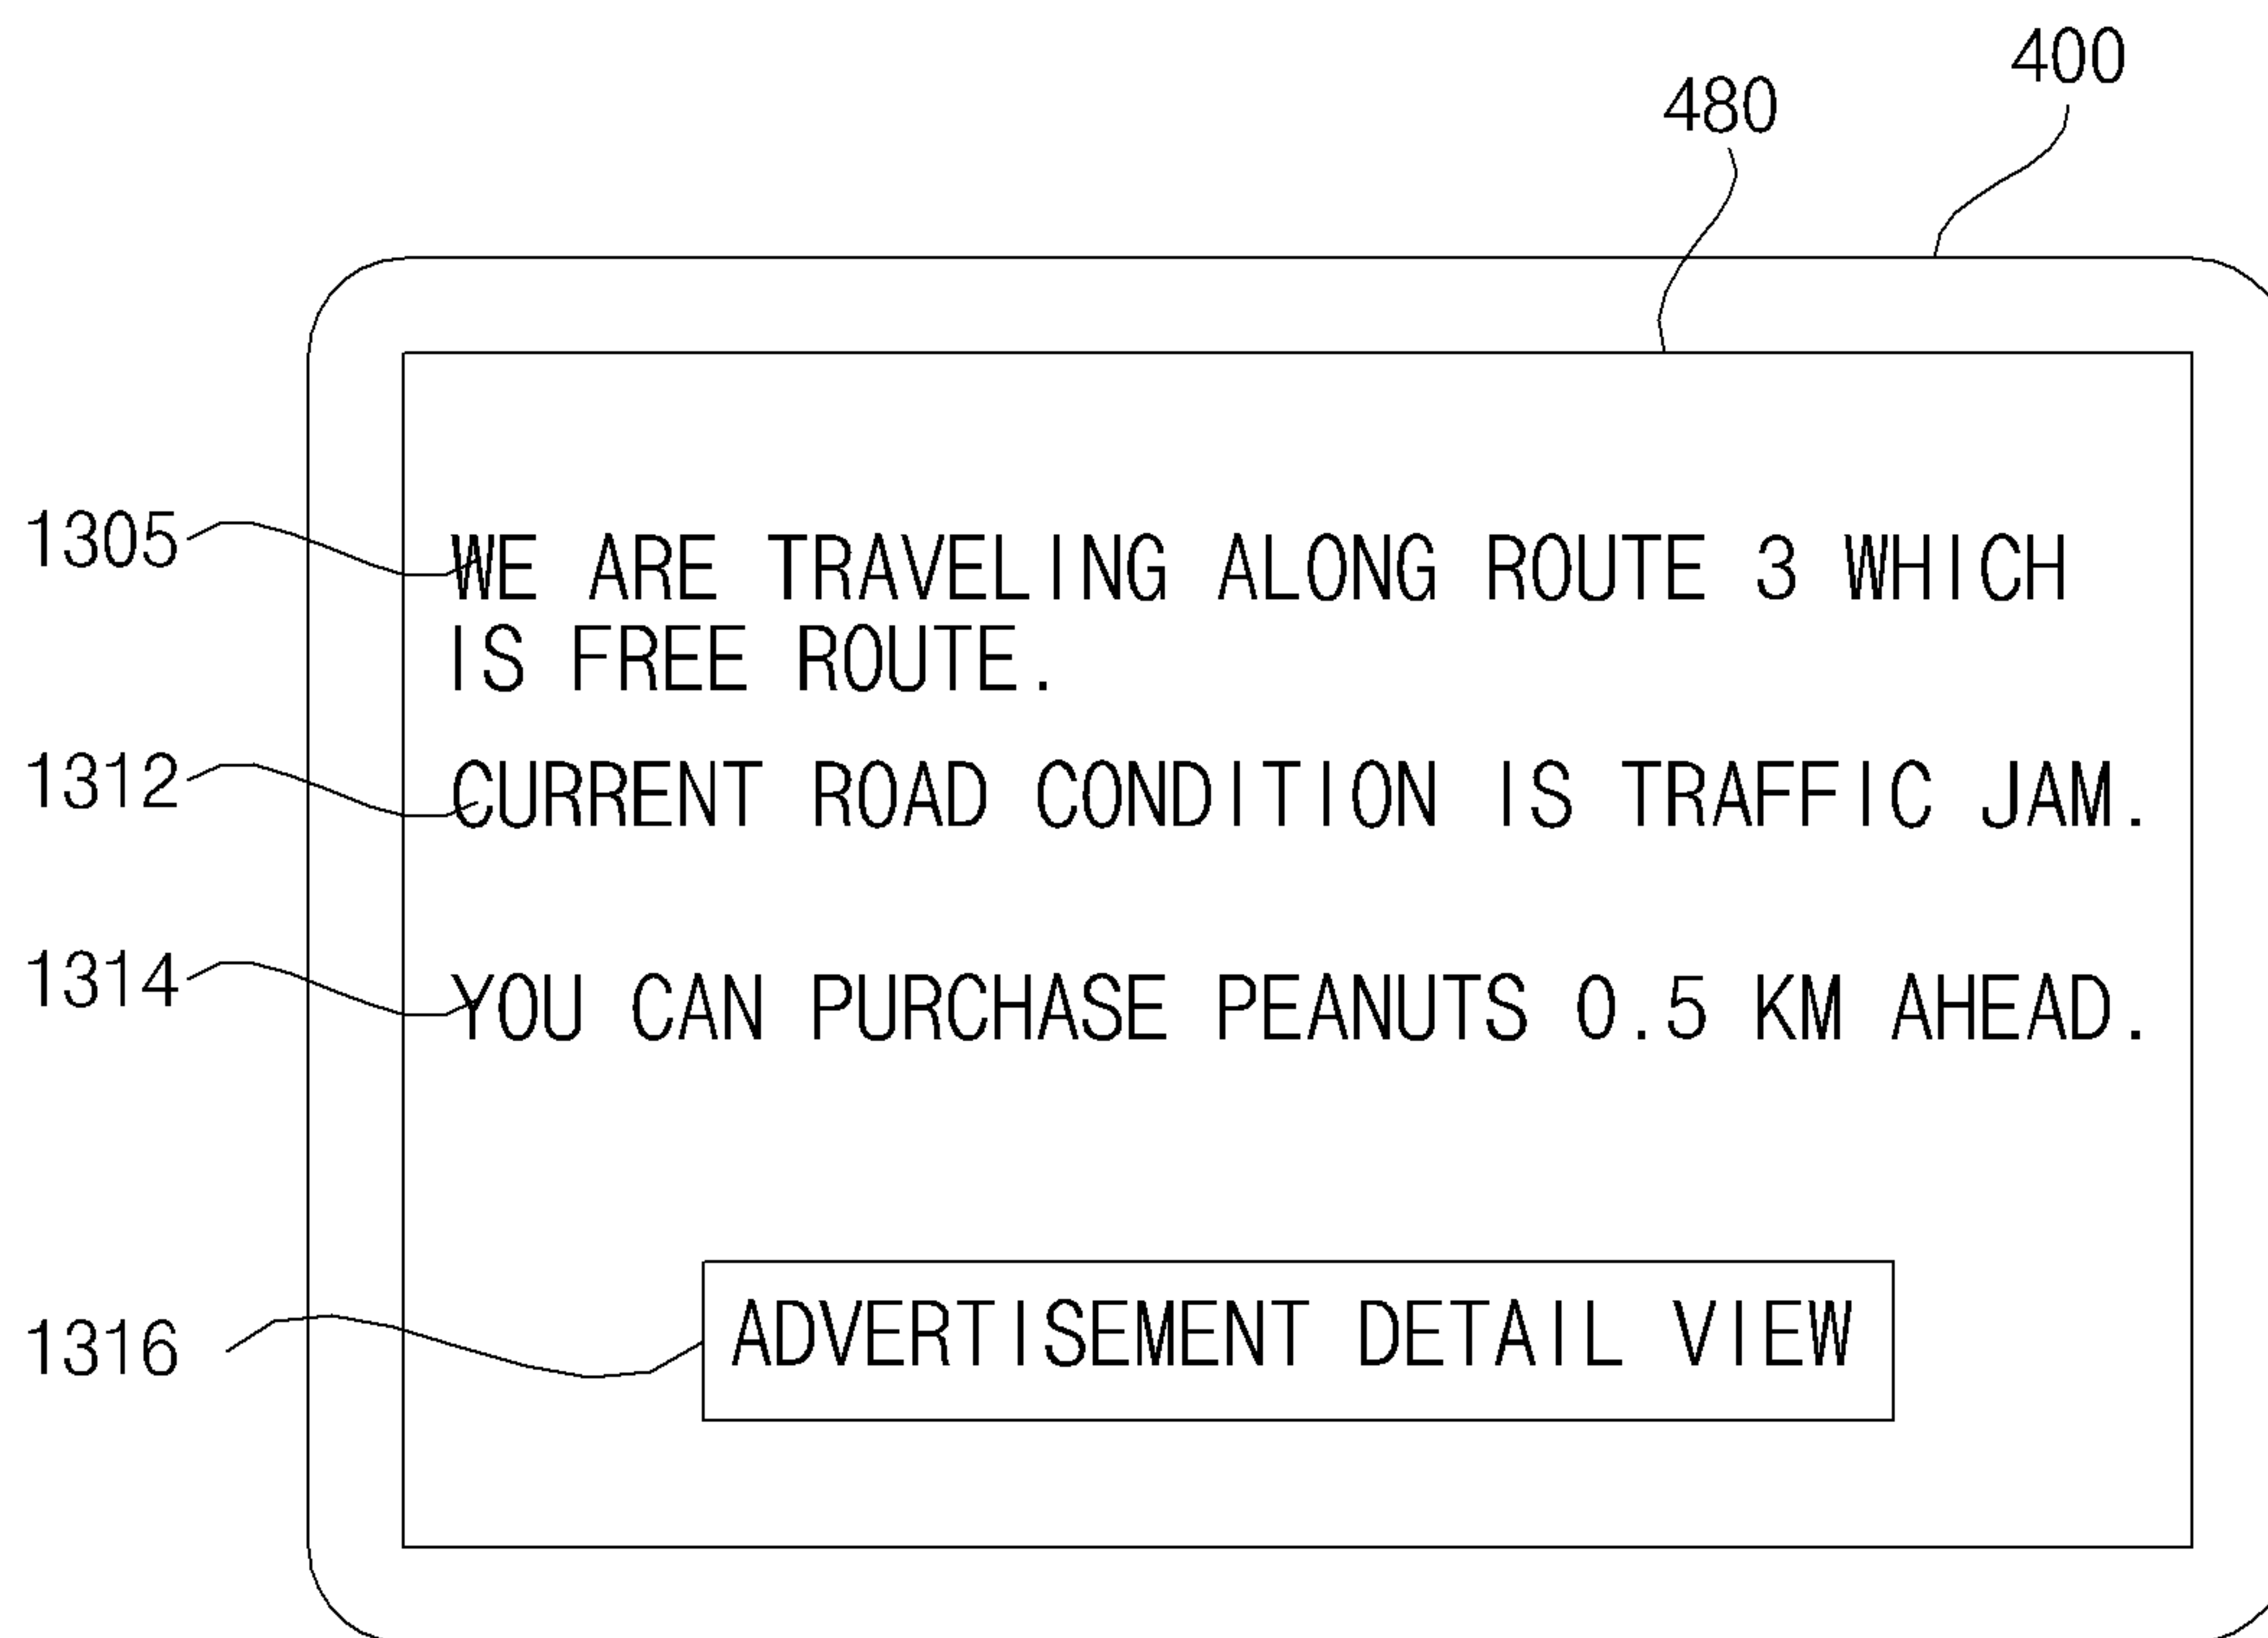 400
480
1305
WE ARE TRAVELING ALONG ROUTE 3 WHICH
IS FREE ROUTE.
1312
CURRENT ROAD CONDITION IS TRAFFIC JAM.
1314
YOU CAN PURCHASE PEANUTS 0.5 KM AHEAD.
1316
ADVERTISEMENT DETAIL VIEW